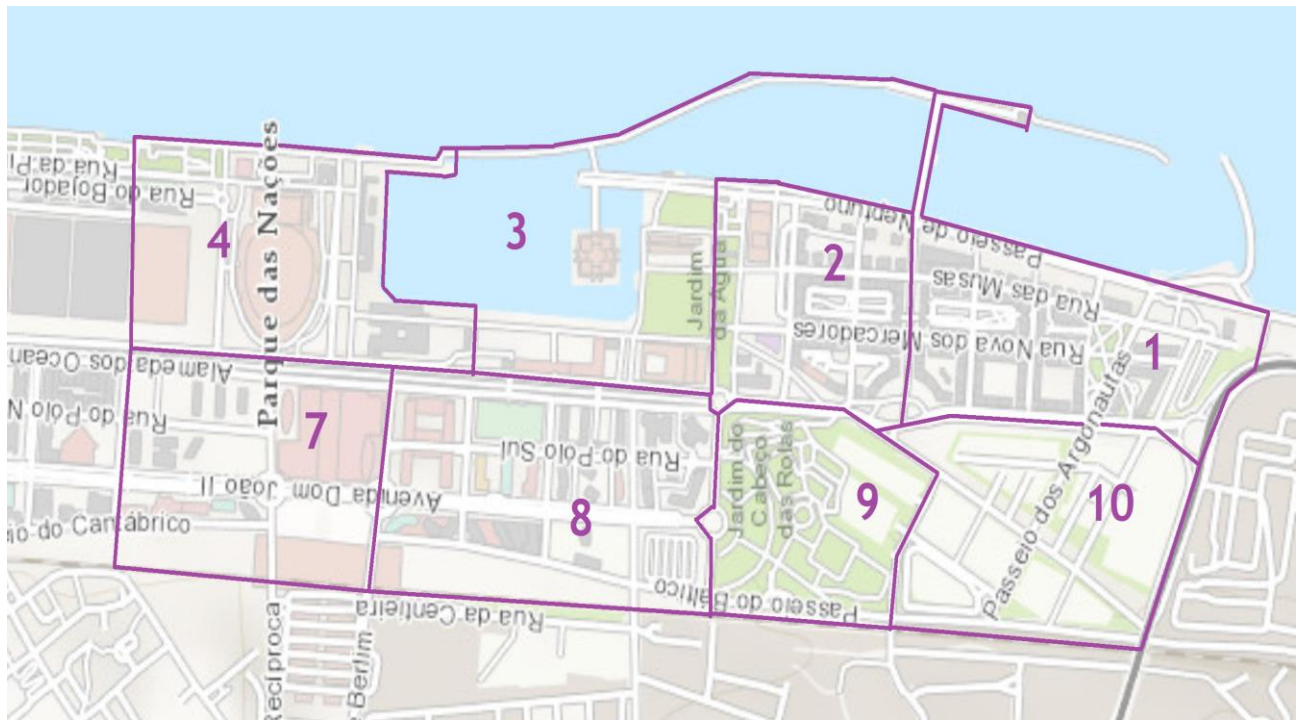 Rua da Pi
Rua do Bojador
4
Parque das Nações
3
Jardim
da Água
2
Passeio de Neptuno
Rua das Musas
Rua Nova dos Mercadores
1
Alameda dos Ocean
Rua do Pólo N
7
Avenida Dom João II
Rua do Pólo Sul
8
Jardim do
Cabeço
das Rolas
9
Passeio dos Argonautas
10
to do Cantábrico
Passeio do Báltico
Rua da Centieira
Recíproca
e Berlim